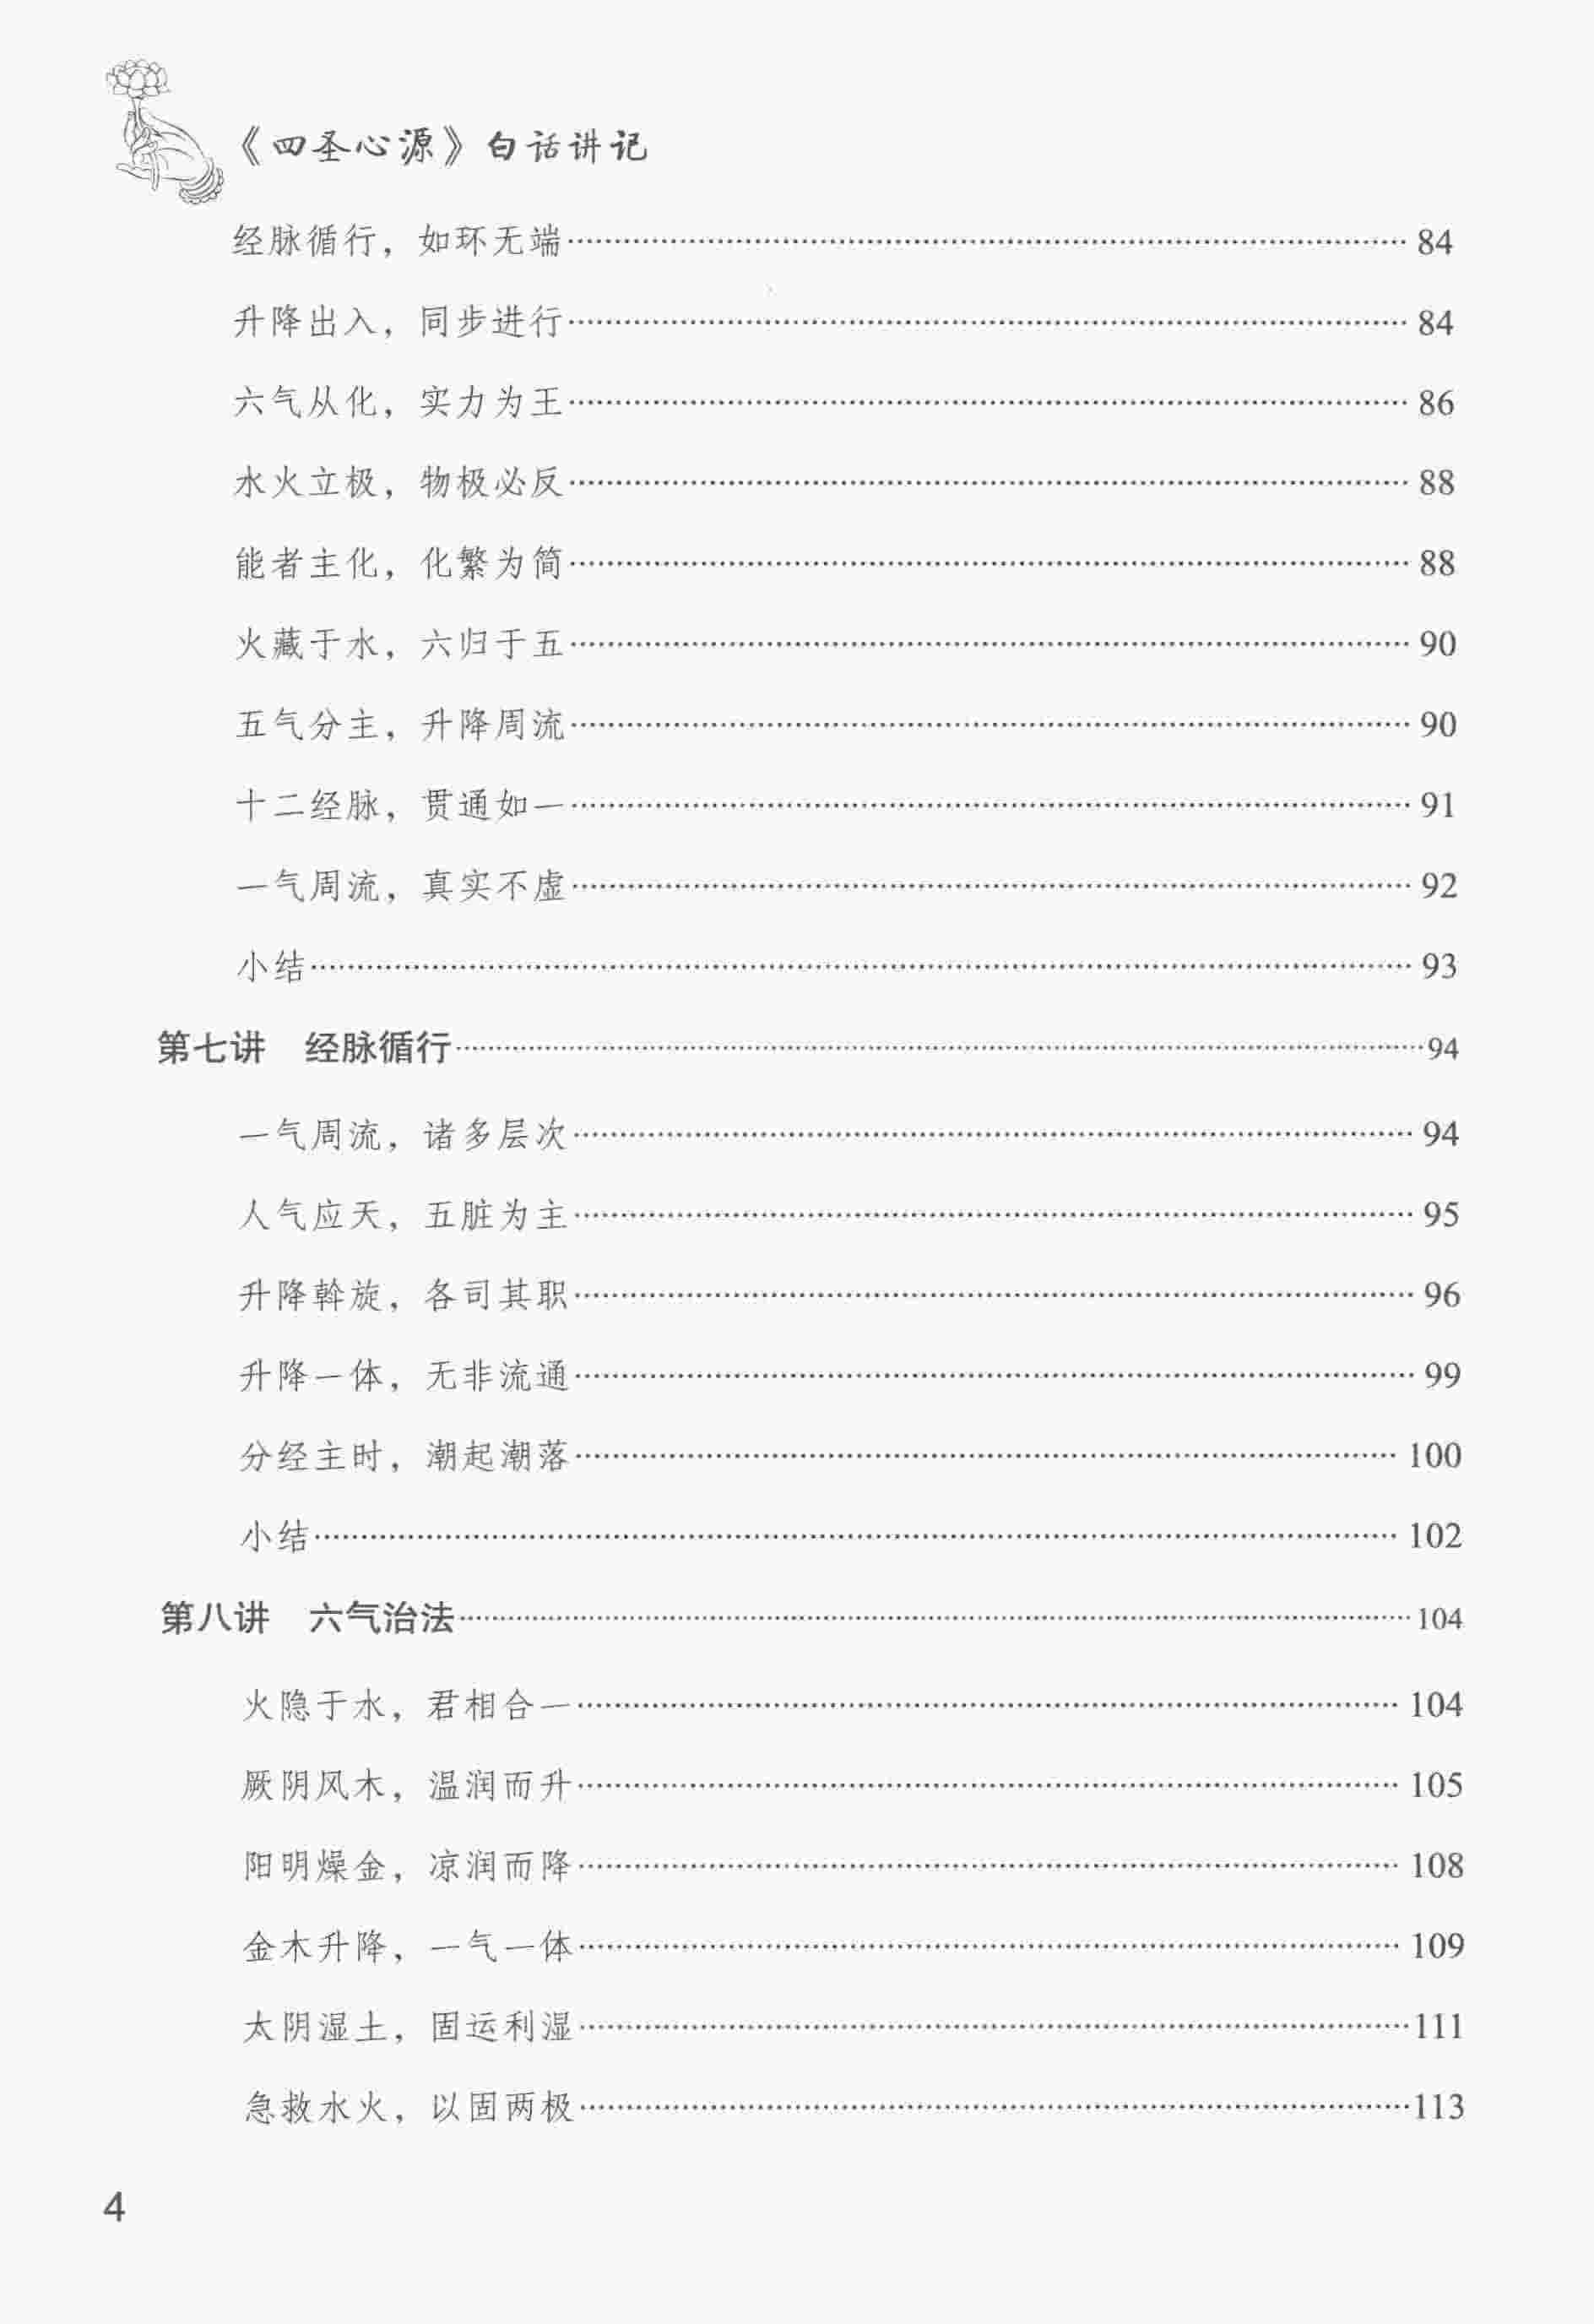 《四圣心源》白话讲记
经脉循行，如环无端………………84
升降出入，同步进行………………84
六气从化，实力为王………………86
水火立极，物极必反………………88
能者主化，化繁为简………………88
火藏于水，六归于五………………90
五气分主，升降周流………………90
十二经脉，贯通如一………………91
一气周流，真实不虚………………92
小结………………93
第七讲　经脉循行………………94
一气周流，诸多层次………………94
人气应天，五脏为主………………95
升降斡旋，各司其职………………96
升降一体，无非流通………………99
分经主时，潮起潮落………………100
小结………………102
第八讲　六气治法………………104
火隐于水，君相合一………………104
厥阴风木，温润而升………………105
阳明燥金，凉润而降………………108
金木升降，一气一体………………109
太阴湿土，固运利湿………………111
急救水火，以固两极………………113
4